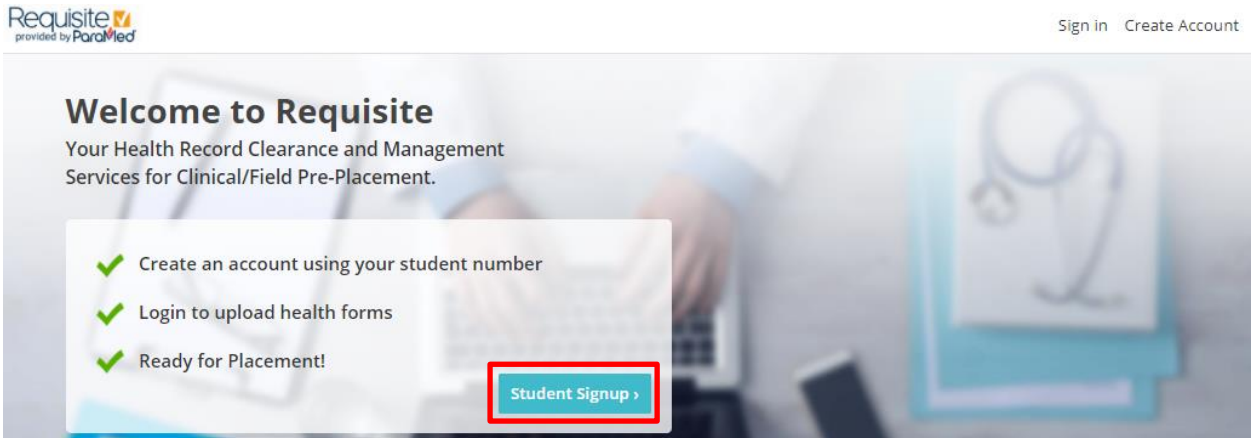 Requisite
provided by ParaMed
Sign in Create Account
Welcome to Requisite
Your Health Record Clearance and Management
Services for Clinical/Field Pre-Placement.
Create an account using your student number
Login to upload health forms
Ready for Placement!
Student Signup ›